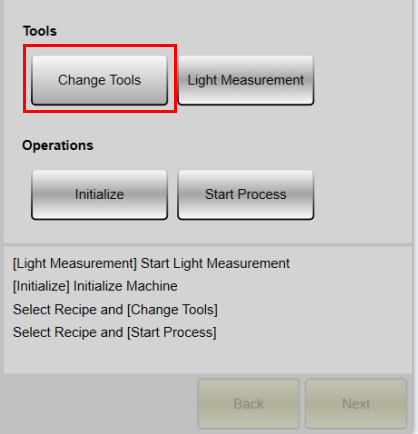 Tools
Change Tools
Light Measurement
Operations
Initialize
Start Process
[Light Measurement] Start Light Measurement
[Initialize] Initialize Machine
Select Recipe and [Change Tools]
Select Recipe and [Start Process]
Back
Next